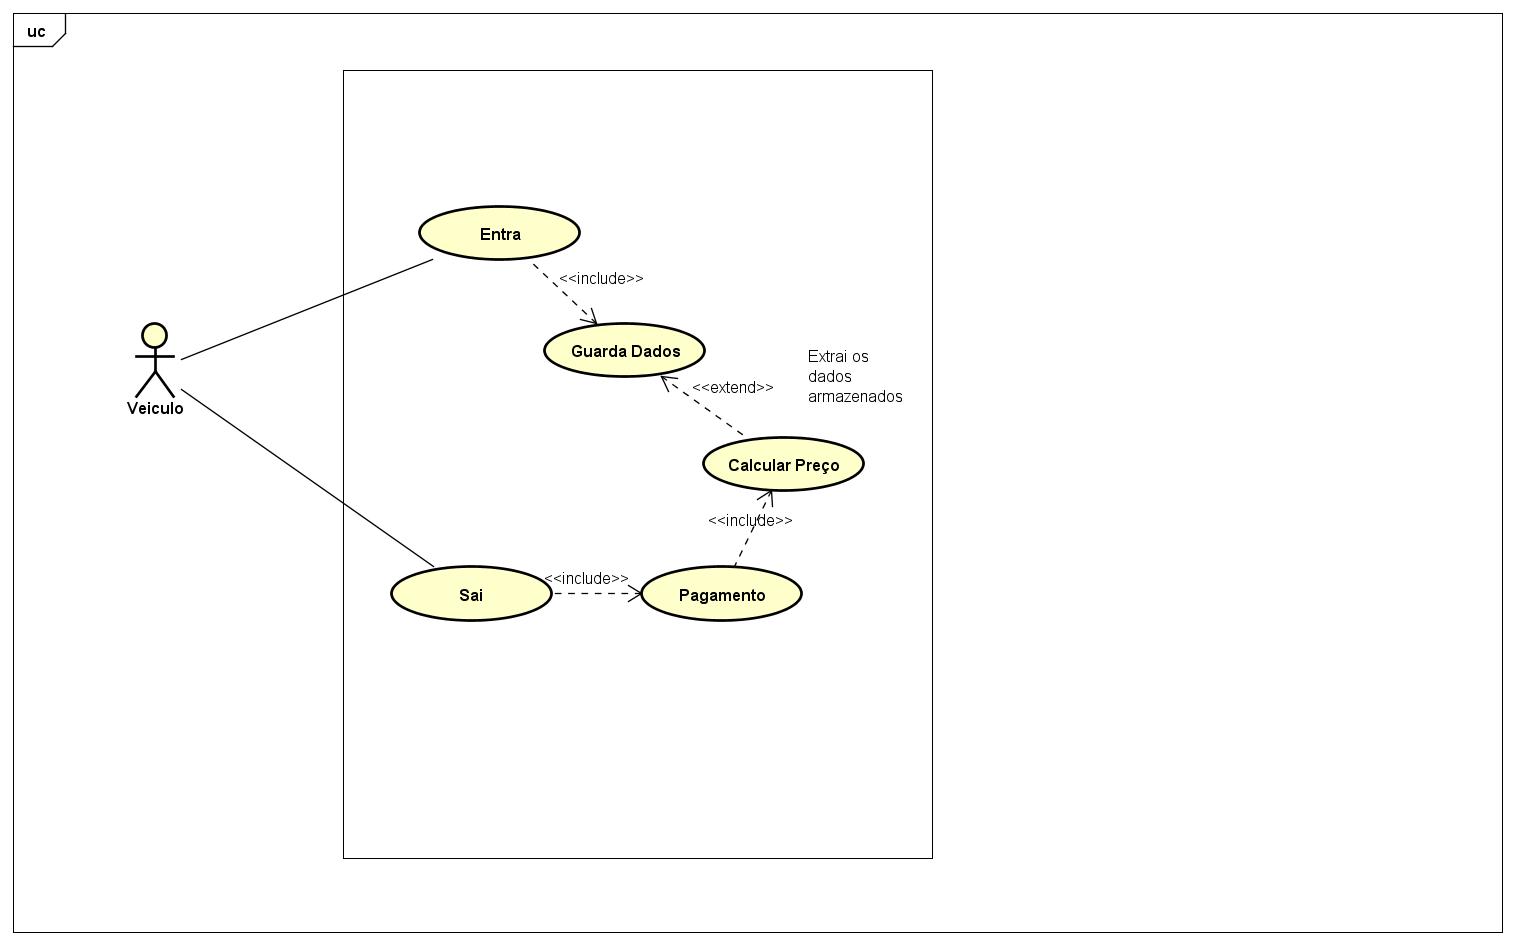 uc
Entra
<<include>>
Guarda Dados
Extrai os
dados
armazenados
<<extend>>
Veiculo
Calcular Preço
<<include>>
<<include>>
Sai
Pagamento